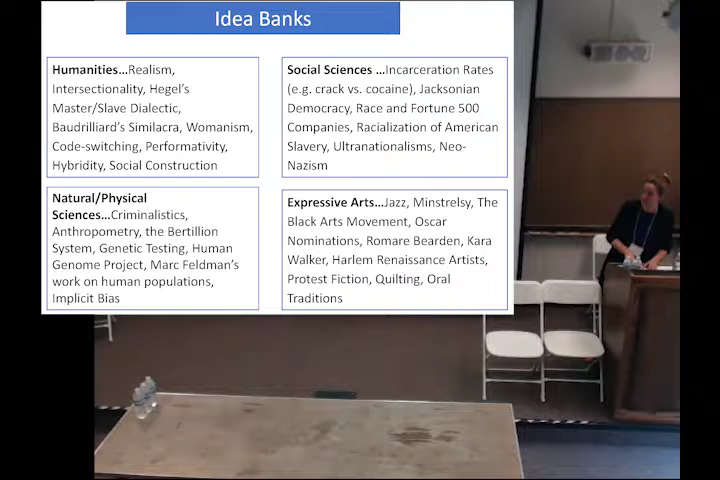 Idea Banks
Humanities…Realism,
Intersectionality, Hegel's
Master/Slave Dialectic,
Baudrillard's Similacra, Womanism,
Code-switching, Performativity,
Hybridity, Social Construction
Social Sciences …Incarceration Rates
(e.g. crack vs. cocaine), Jacksonian
Democracy, Race and Fortune 500
Companies, Racialization of American
Slavery, Ultranationalisms, Neo-
Nazism
Natural/Physical
Sciences…Criminalistics,
Anthropometry, the Bertillion
System, Genetic Testing, Human
Genome Project, Marc Feldman's
work on human populations,
Implicit Bias
Expressive Arts…Jazz, Minstrelsy, The
Black Arts Movement, Oscar
Nominations, Romare Bearden, Kara
Walker, Harlem Renaissance Artists,
Protest Fiction, Quilting, Oral
Traditions